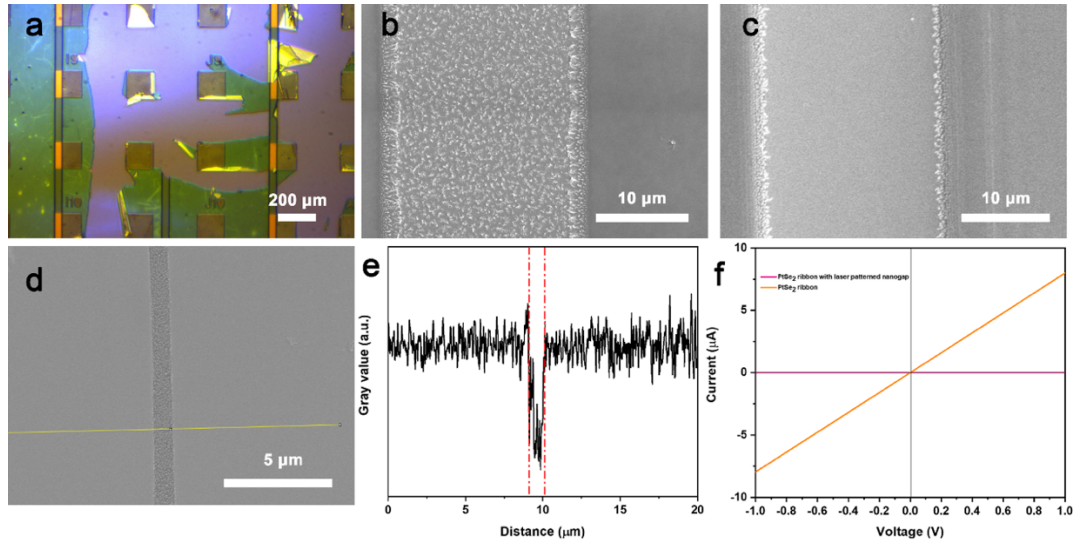 a
200 µm
b
10 µm
c
10 µm
d
5 µm
e
Gray value (a.u.)
0
5
10
15
20
Distance (µm)
f
PtSe2 ribbon with laser patterned nanogap
PtSe2 ribbon
Current (µA)
10
5
0
-5
-10
-1.0
-0.8
-0.6
-0.4
-0.2
0.0
0.2
0.4
0.6
0.8
1.0
Voltage (V)